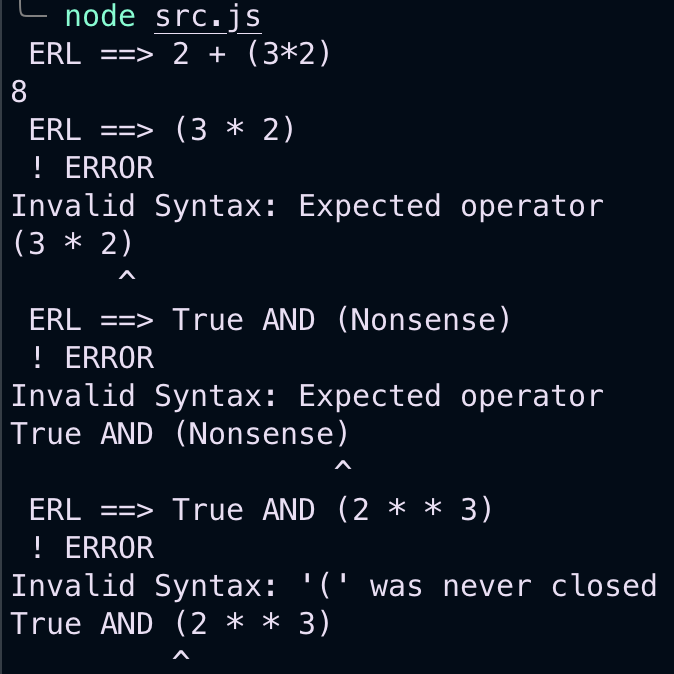 ╰─ node src.js
 ERL ==> 2 + (3*2)
8
 ERL ==> (3 * 2)
 ! ERROR
Invalid Syntax: Expected operator
(3 * 2)
      ^
 ERL ==> True AND (Nonsense)
 ! ERROR
Invalid Syntax: Expected operator
True AND (Nonsense)
                  ^
 ERL ==> True AND (2 * * 3)
 ! ERROR
Invalid Syntax: '(' was never closed
True AND (2 * * 3)
         ^